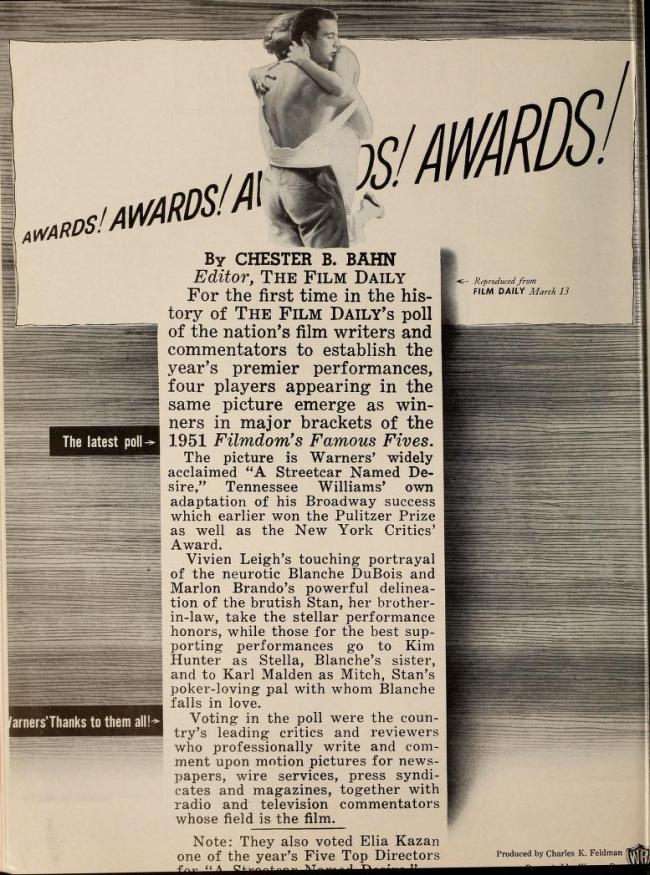 AWARDS! AWARDS! AWARDS! AWARDS!
By CHESTER B. BAHN
Editor, THE FILM DAILY
← Reproduced from
FILM DAILY March 13
For the first time in the his-
tory of THE FILM DAILY's poll
of the nation's film writers and
commentators to establish the
year's premier performances,
four players appearing in the
same picture emerge as win-
ners in major brackets of the
1951 Filmdom's Famous Fives.
The latest poll→
The picture is Warners' widely
acclaimed “A Streetcar Named De-
sire,” Tennessee Williams' own
adaptation of his Broadway success
which earlier won the Pulitzer Prize
as well as the New York Critics'
Award.
Vivien Leigh's touching portrayal
of the neurotic Blanche DuBois and
Marlon Brando's powerful delinea-
tion of the brutish Stan, her brother-
in-law, take the stellar performance
honors, while those for the best sup-
porting performances go to Kim
Hunter as Stella, Blanche's sister,
and to Karl Malden as Mitch, Stan's
poker-loving pal with whom Blanche
falls in love.
arners' Thanks to them all!→
Voting in the poll were the coun-
try's leading critics and reviewers
who professionally write and com-
ment upon motion pictures for news-
papers, wire services, press syndi-
cates and magazines, together with
radio and television commentators
whose field is the film.
Note: They also voted Elia Kazan
one of the year's Five Top Directors
for “A Streetcar Named Desire.”
Produced by Charles K. Feldman
WB